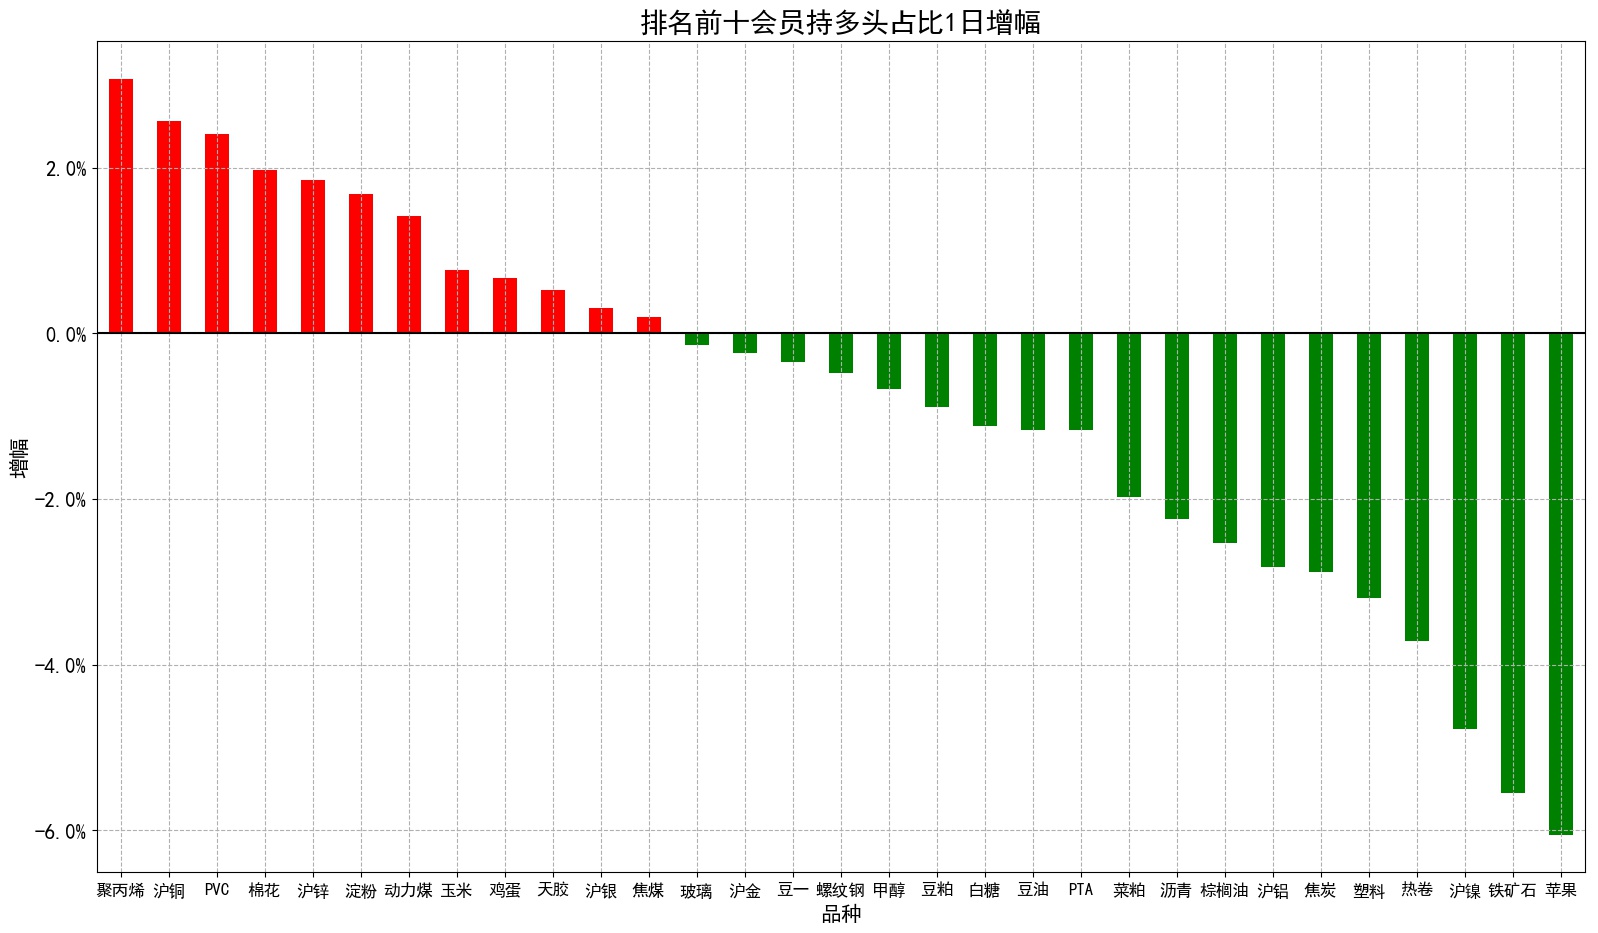 排名前十会员持多头占比1日增幅
2.0%
0.0%
−2.0%
−4.0%
−6.0%
增幅
聚丙烯 沪铜 PVC 棉花 沪锌 淀粉 动力煤 玉米 鸡蛋 天胶 沪银 焦煤 玻璃 沪金 豆一 螺纹钢 甲醇 豆粕 白糖 豆油 PTA 菜粕 沥青 棕榈油 沪铝 焦炭 塑料 热卷 沪镍 铁矿石 苹果
品种